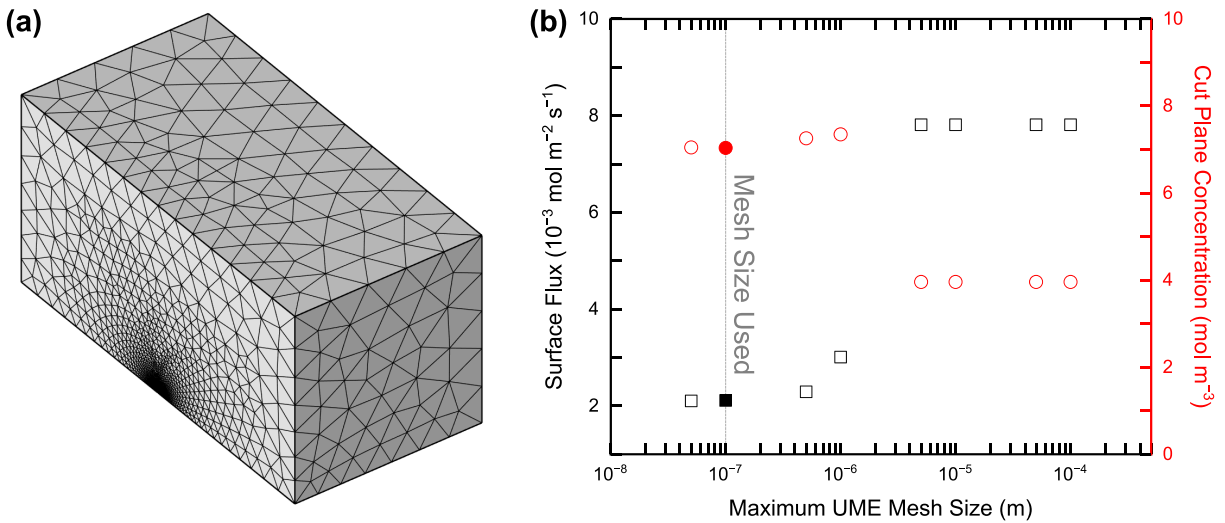 (a)
(b)
10
8
6
4
2
Surface Flux (10⁻³ mol m⁻² s⁻¹)
Mesh Size Used
10
8
6
4
2
0
Cut Plane Concentration (mol m⁻³)
10⁻⁸
10⁻⁷
10⁻⁶
10⁻⁵
10⁻⁴
Maximum UME Mesh Size (m)